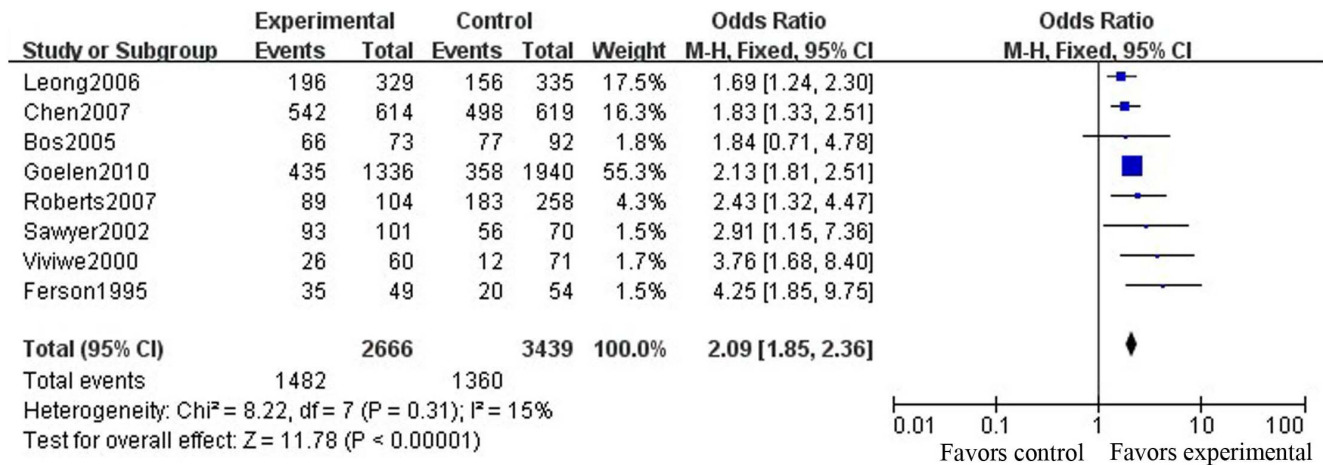 Experimental Control Odds Ratio Odds Ratio
Study or Subgroup Events Total Events Total Weight M-H, Fixed, 95% CI M-H, Fixed, 95% CI
Leong2006 196 329 156 335 17.5% 1.69 [1.24, 2.30]
Chen2007 542 614 498 619 16.3% 1.83 [1.33, 2.51]
Bos2005 66 73 77 92 1.8% 1.84 [0.71, 4.78]
Goelen2010 435 1336 358 1940 55.3% 2.13 [1.81, 2.51]
Roberts2007 89 104 183 258 4.3% 2.43 [1.32, 4.47]
Sawyer2002 93 101 56 70 1.5% 2.91 [1.15, 7.36]
Viviwe2000 26 60 12 71 1.7% 3.76 [1.68, 8.40]
Ferson1995 35 49 20 54 1.5% 4.25 [1.85, 9.75]
Total (95% CI) 2666 3439 100.0% 2.09 [1.85, 2.36]
Total events 1482 1360
Heterogeneity: Chi² = 8.22, df = 7 (P = 0.31); I² = 15%
Test for overall effect: Z = 11.78 (P < 0.00001)
0.01 0.1 1 10 100
Favors control Favors experimental